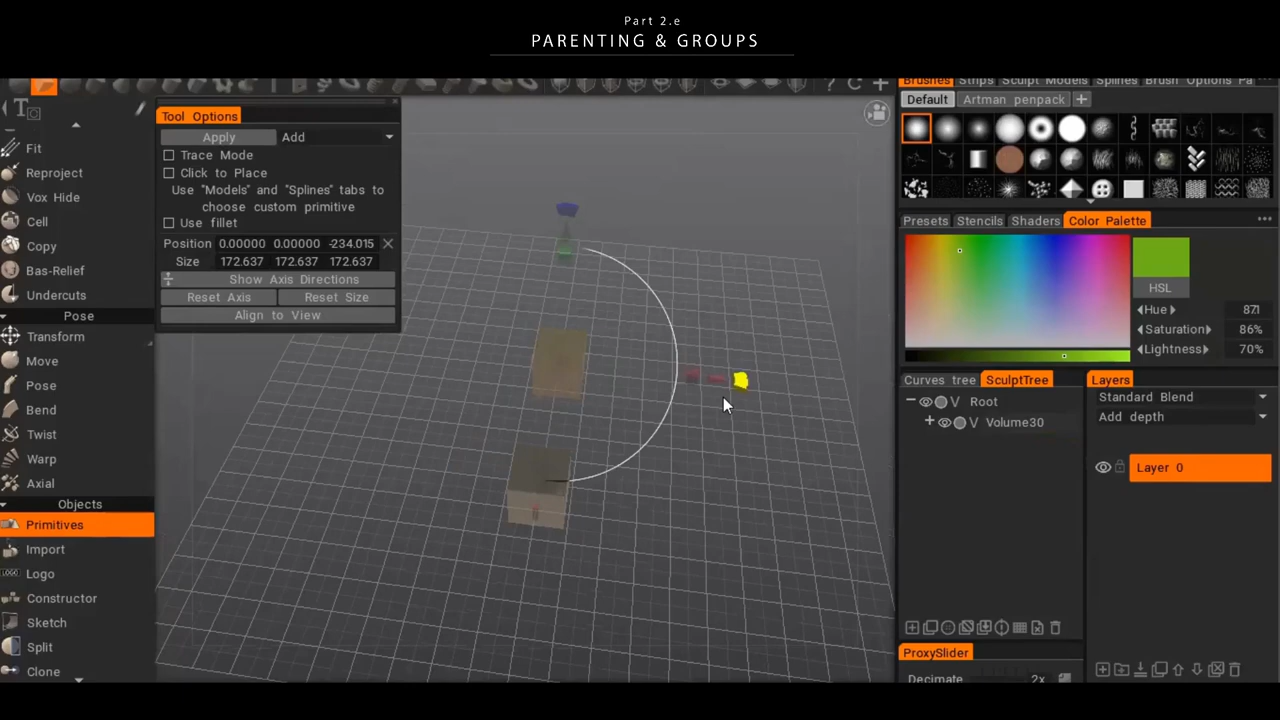 Part 2.e
PARENTING & GROUPS
Brushes Strips Sculpt Models Splines Brush Options Pa
Tool Options
Default Artman penpack
Apply Add
Trace Mode
Click to Place
Use "Models" and "Splines" tabs to
choose custom primitive
Use fillet
Position 0.00000 0.00000 -234.015
Size 172.637 172.637 172.637
Show Axis Directions
Reset Axis Reset Size
Align to View
Fit
Reproject
Vox Hide
Cell
Copy
Bas-Relief
Undercuts
Pose
Transform
Move
Pose
Bend
Twist
Warp
Axial
Objects
Primitives
Import
LOGO Logo
Constructor
Sketch
Split
Clone
Presets Stencils Shaders Color Palette
HSL
Hue 87.1
Saturation 86%
Lightness 70%
Curves tree SculptTree
Root
V Volume30
Layers
Standard Blend
Add depth
Layer 0
ProxySlider
Decimate 2x